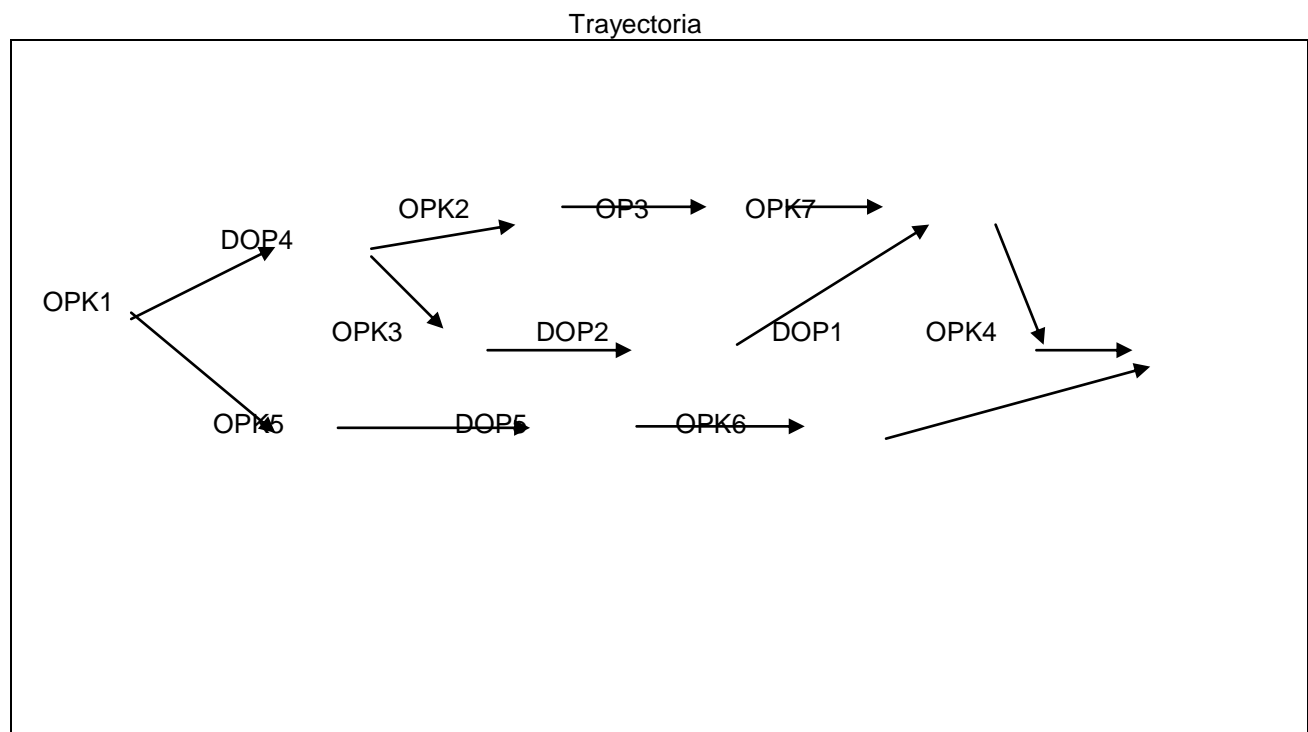 Trayectoria
OPK2 OP3 OPK7
DOP4
OPK1
OPK3 DOP2 DOP1 OPK4
OPK5 DOP5 OPK6